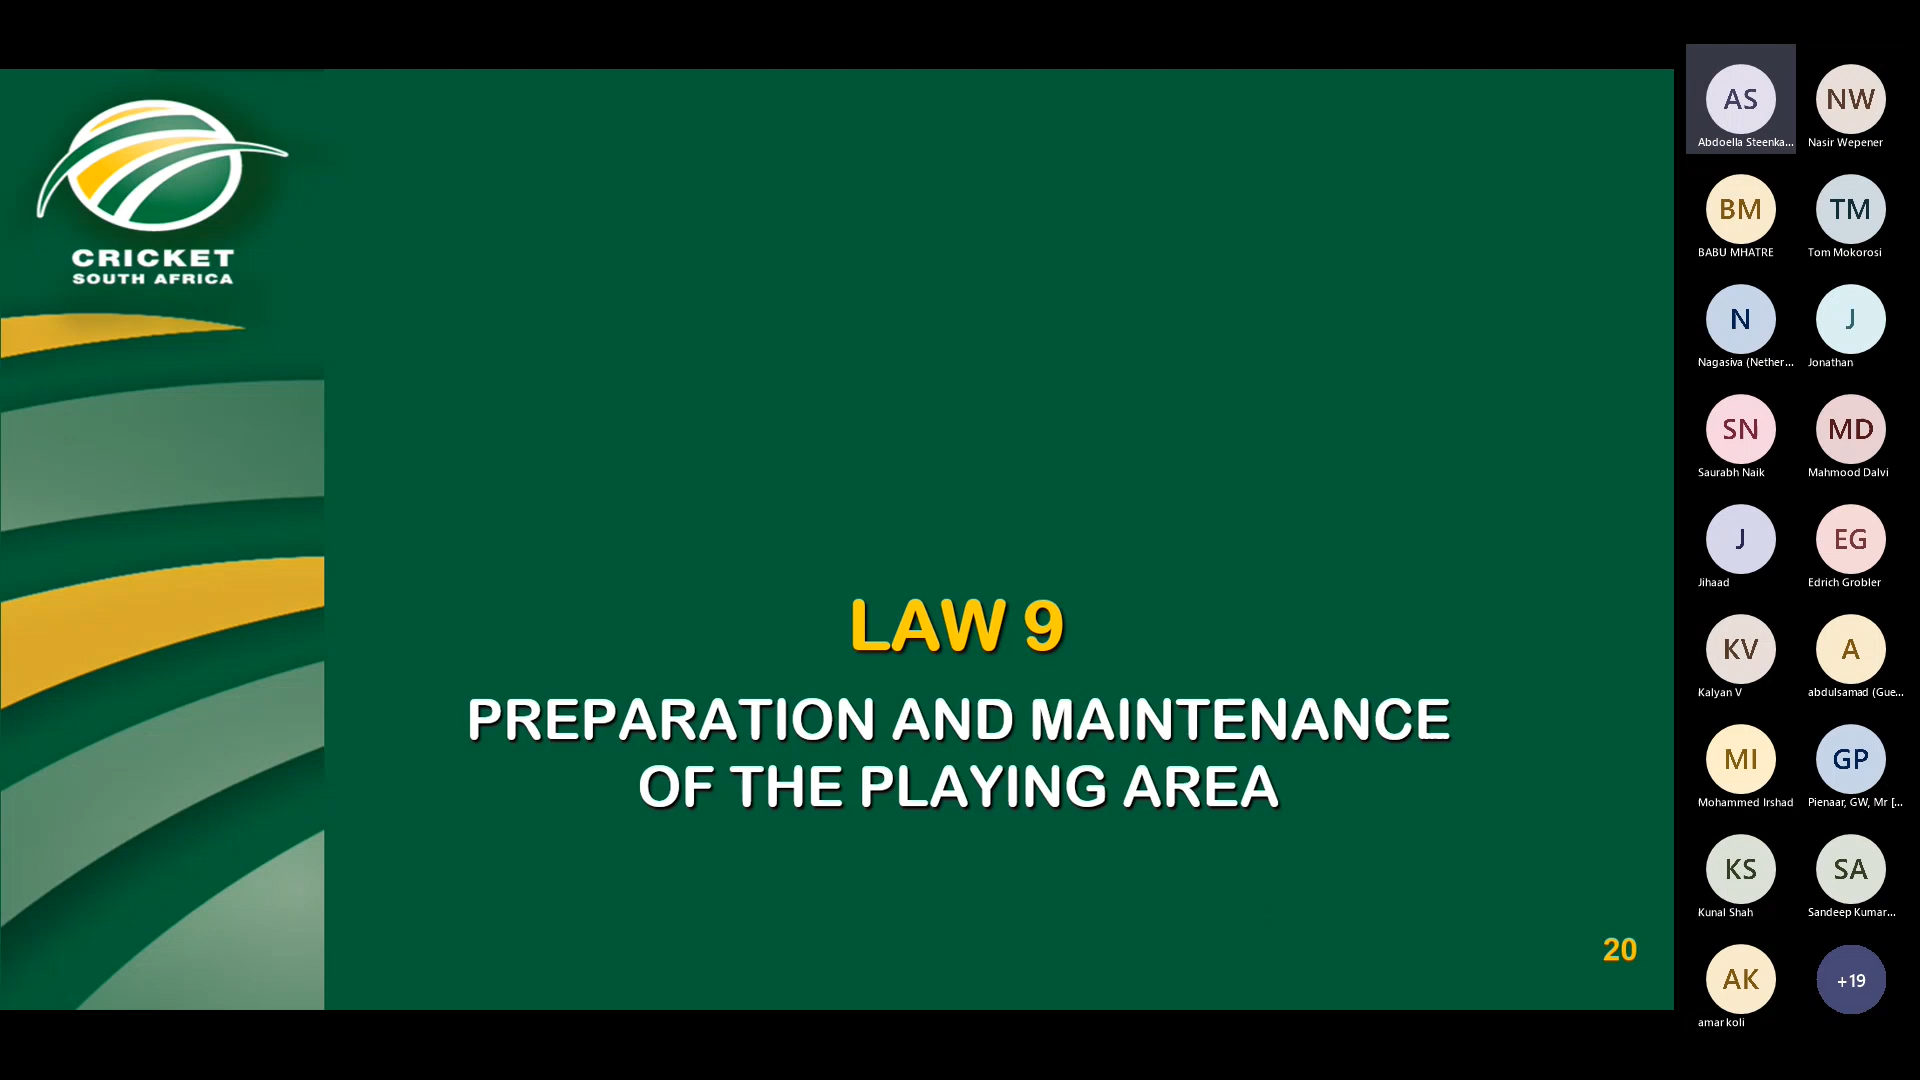 CRICKET
SOUTH AFRICA
LAW 9
PREPARATION AND MAINTENANCE
OF THE PLAYING AREA
20
AS
Abdoella Steenka...
NW
Nasir Wepener
BM
BABU MHATRE
TM
Tom Mokorosi
N
Nagasiva (Nether...
J
Jonathan
SN
Saurabh Naik
MD
Mahmood Dalvi
J
Jihaad
EG
Edrich Grobler
KV
Kalyan V
A
abdulsamad (Gue...
MI
Mohammed Irshad
GP
Pienaar, GW, Mr [...
KS
Kunal Shah
SA
Sandeep Kumar...
AK
amar koli
+19